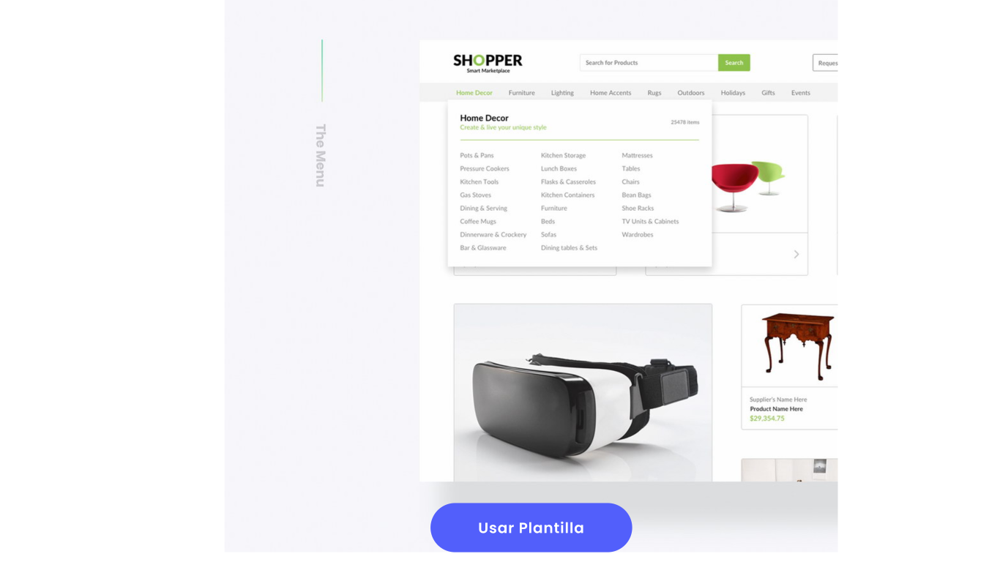 The Menu
SHOPPER
Smart Marketplace
Search for Products
Search
Home Decor Furniture Lighting Home Accents Rugs Outdoors Holidays Gifts Events
Home Decor
25478 items
Create & live your unique style
Pots & Pans Kitchen Storage Mattresses
Pressure Cookers Lunch Boxes Tables
Kitchen Tools Flasks & Casseroles Chairs
Gas Stoves Kitchen Containers Bean Bags
Dining & Serving Furniture Shoe Racks
Coffee Mugs Beds TV Units & Cabinets
Dinnerware & Crockery Sofas Wardrobes
Bar & Glassware Dining tables & Sets
Supplier's Name Here
Product Name Here
$29,354.75
Usar Plantilla